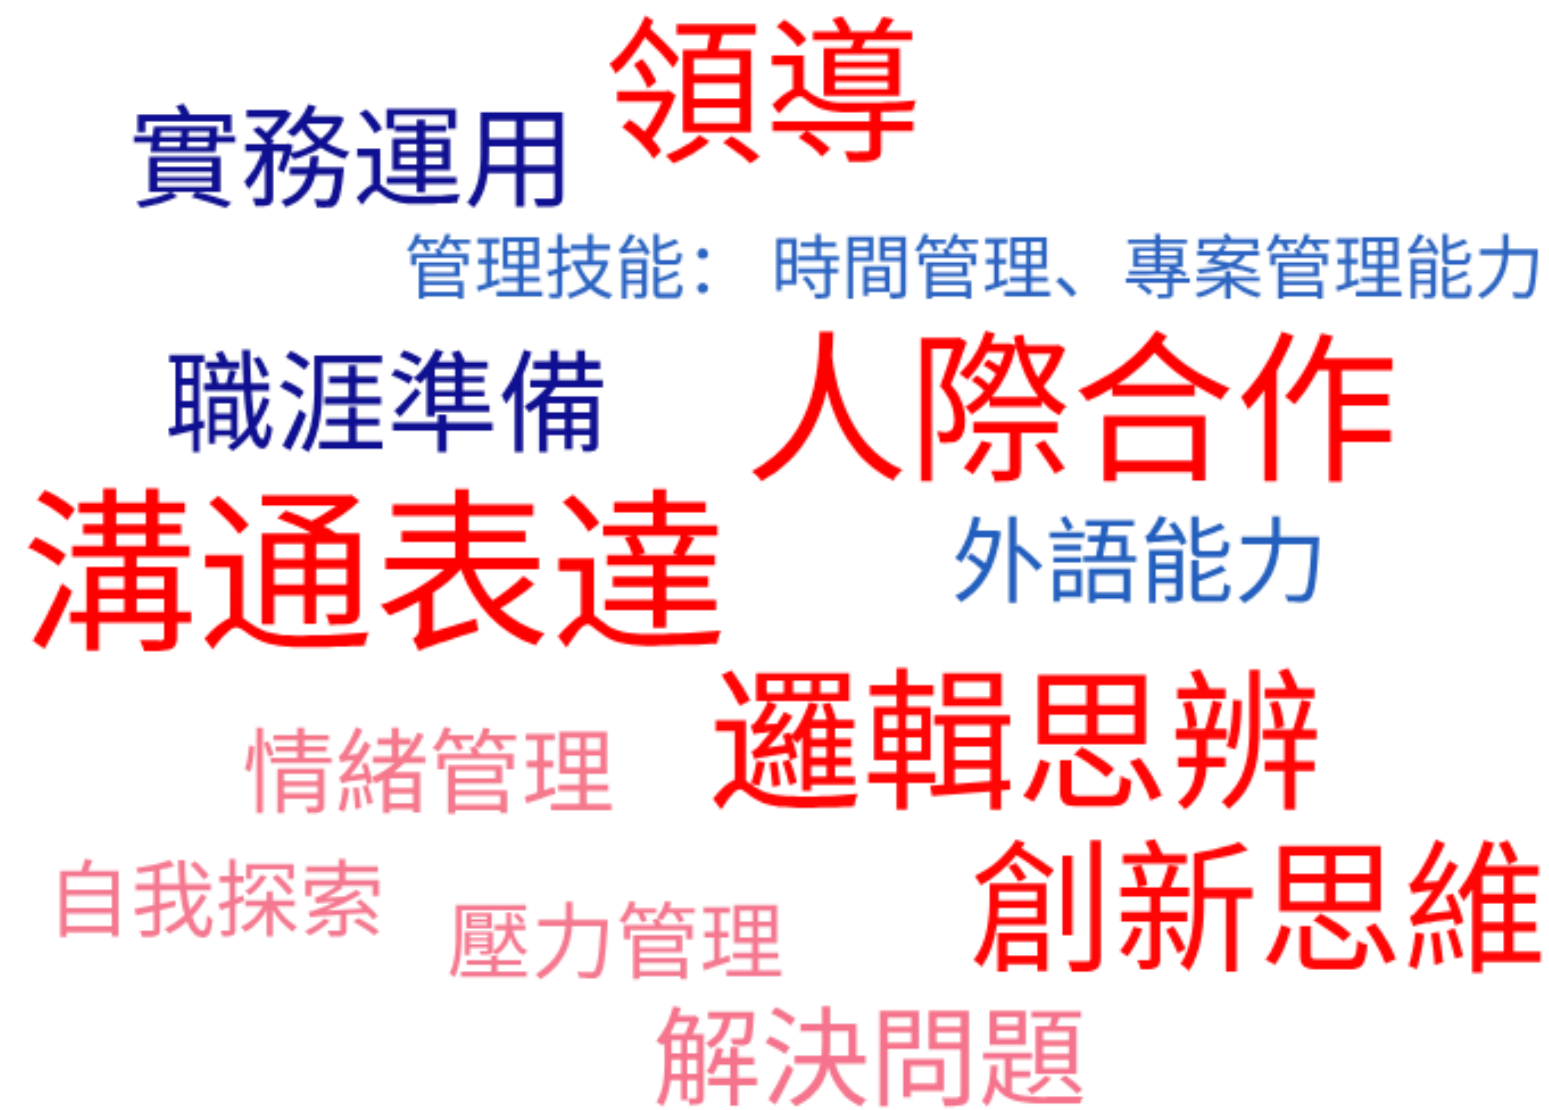 領導
實務運用
管理技能： 時間管理、專案管理能力
職涯準備
人際合作
溝通表達
外語能力
邏輯思辨
情緒管理
創新思維
自我探索
壓力管理
解決問題